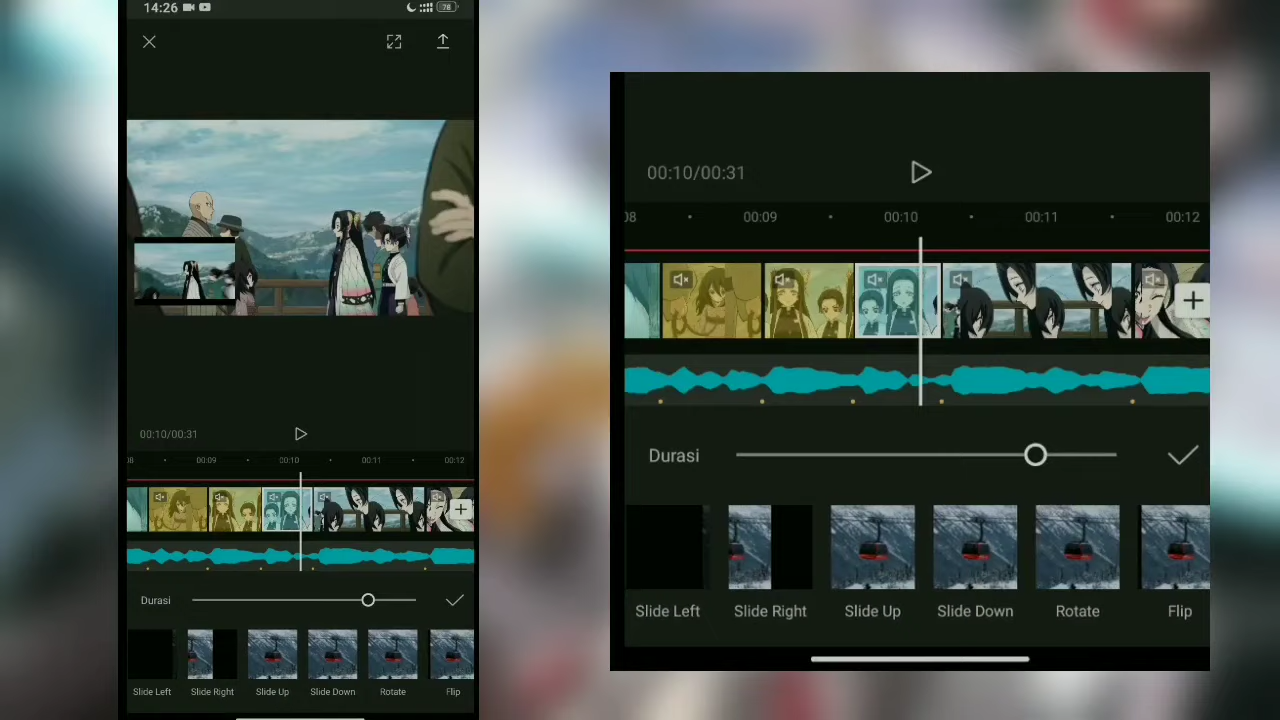 14:26
78
00:10/00:31
08 00:09 00:10 00:11 00:12
Durasi
Slide Left Slide Right Slide Up Slide Down Rotate Flip
00:10/00:31
08 00:09 00:10 00:11 00:12
Durasi
Slide Left Slide Right Slide Up Slide Down Rotate Flip